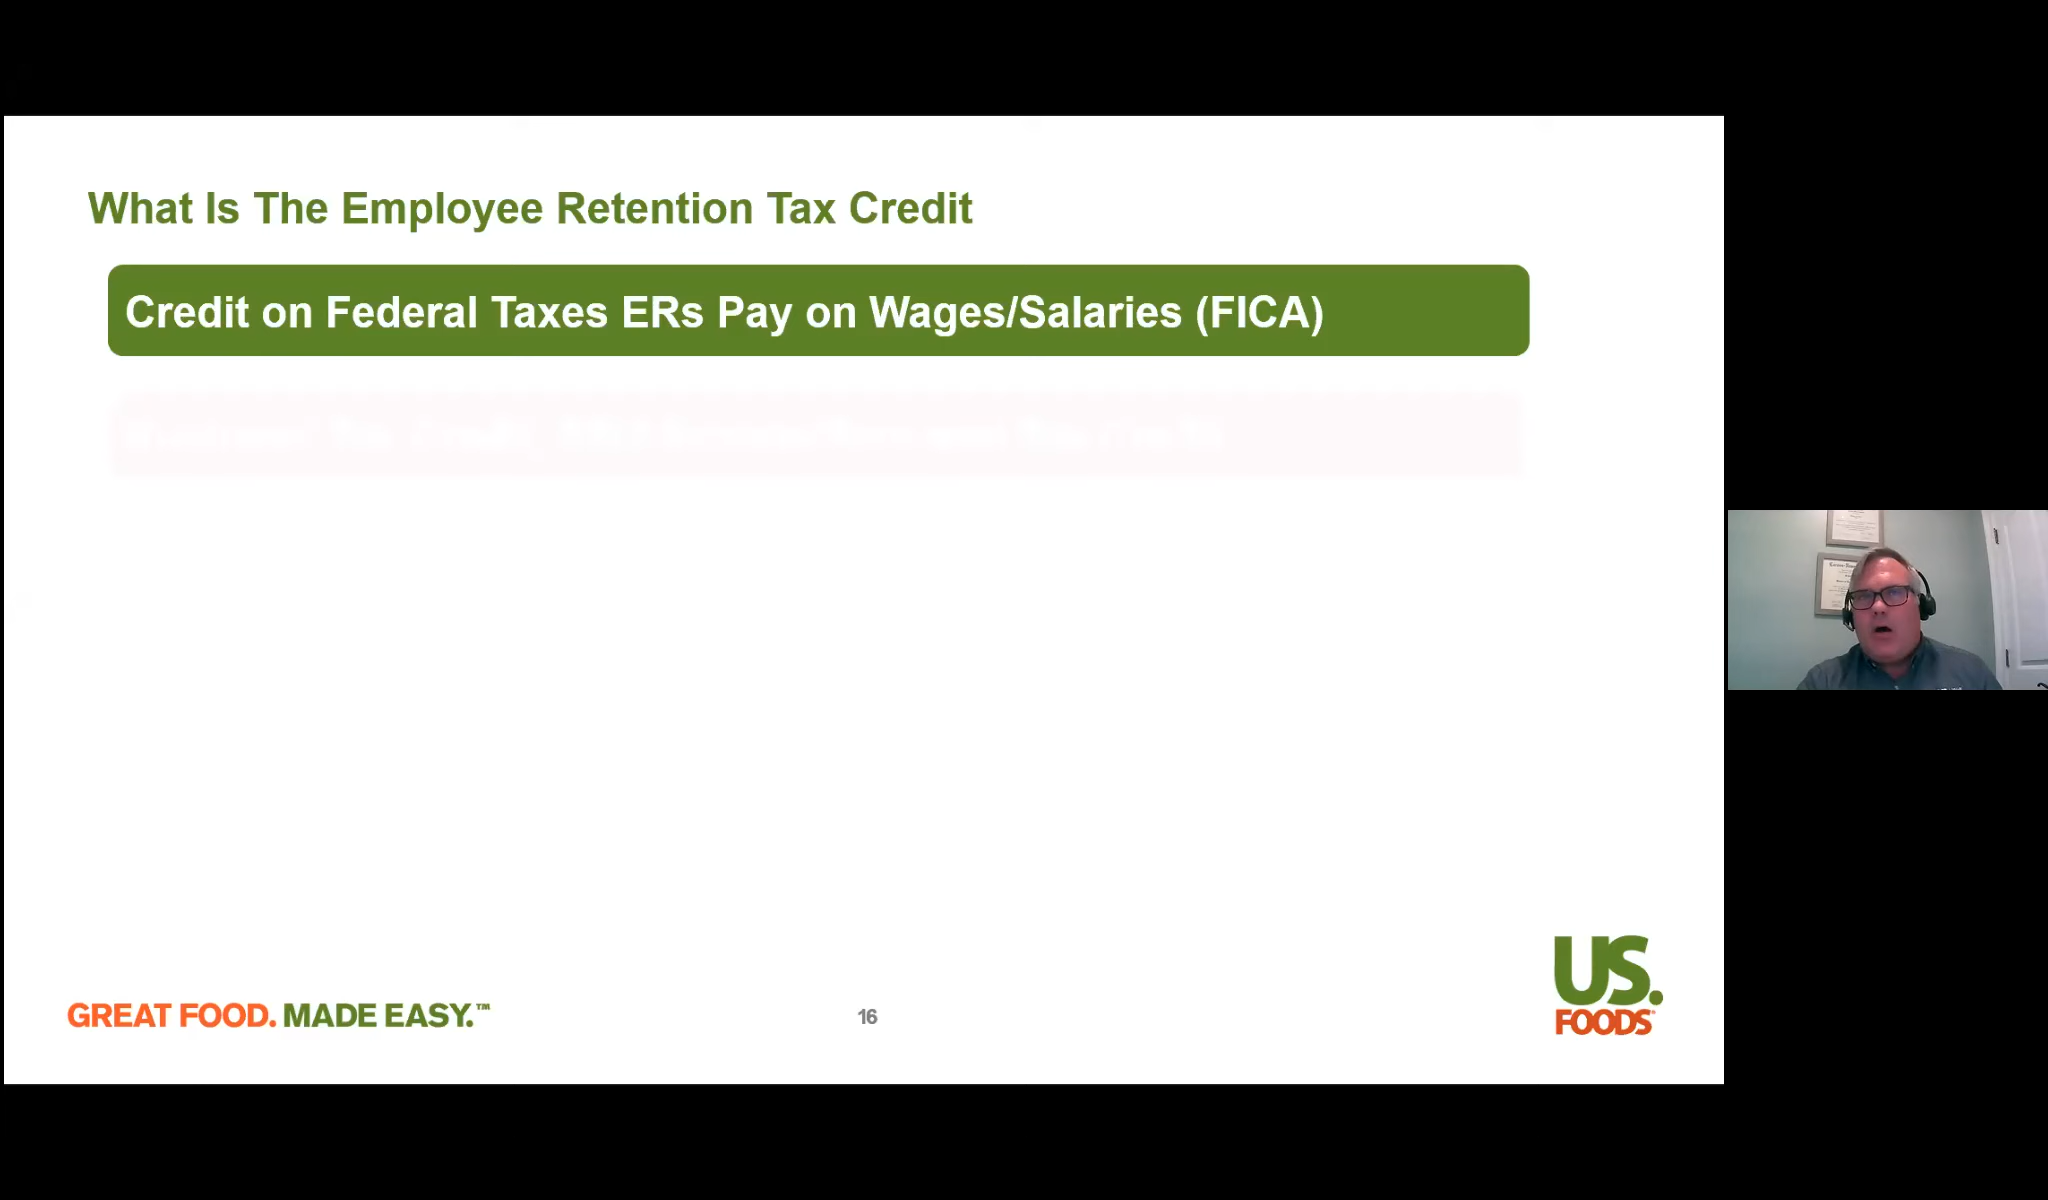 What Is The Employee Retention Tax Credit
Credit on Federal Taxes ERs Pay on Wages/Salaries (FICA)
GREAT FOOD. MADE EASY.™
16
US.
FOODS®